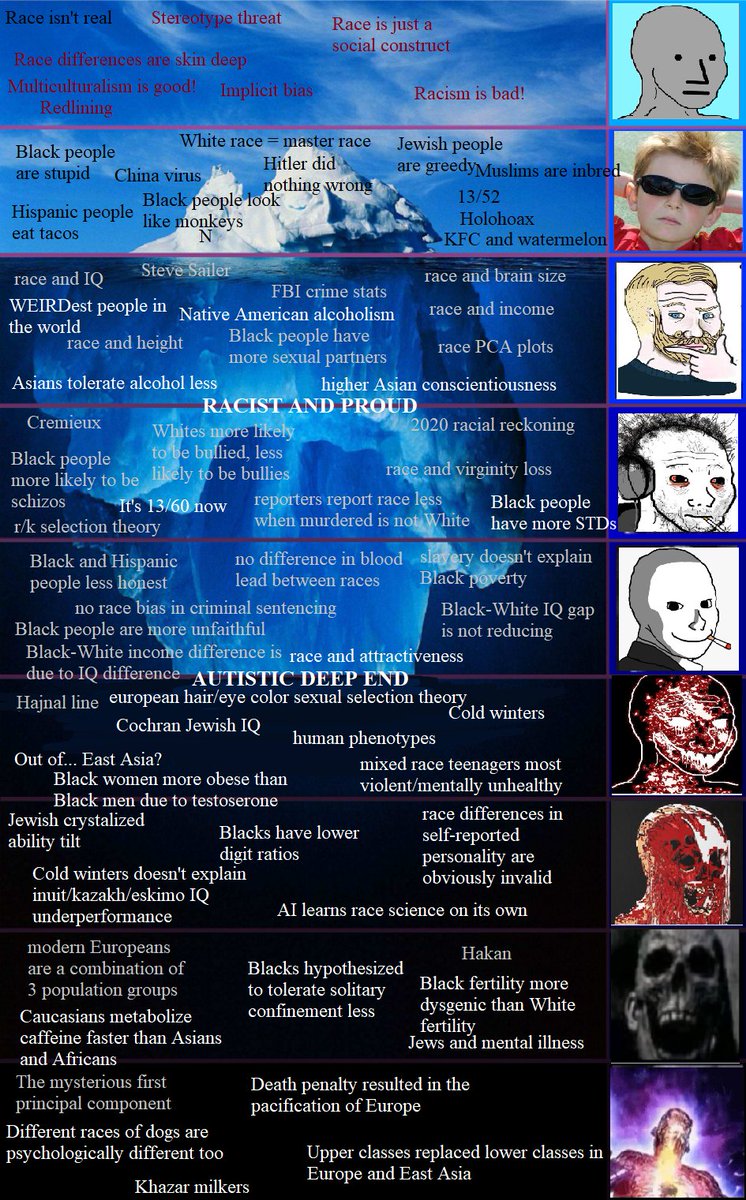 Race isn't real
Stereotype threat
Race is just a
social construct
Race differences are skin deep
Multiculturalism is good!
Implicit bias
Racism is bad!
Redlining
White race = master race
Black people
are stupid
China virus
Hitler did
nothing wrong
Jewish people
are greedy
Muslims are inbred
Hispanic people
eat tacos
Black people look
like monkeys
N
13/52
Holohoax
KFC and watermelon
race and IQ
Steve Sailer
FBI crime stats
race and brain size
WEIRDest people in
the world
Native American alcoholism
race and income
race and height
Black people have
more sexual partners
race PCA plots
Asians tolerate alcohol less
higher Asian conscientiousness
RACIST AND PROUD
Cremieux
Whites more likely
to be bullied, less
likely to be bullies
2020 racial reckoning
Black people
more likely to be
schizos
race and virginity loss
It's 13/60 now
reporters report race less
when murdered is not White
Black people
have more STDs
r/k selection theory
Black and Hispanic
people less honest
no difference in blood
lead between races
slavery doesn't explain
Black poverty
no race bias in criminal sentencing
Black-White IQ gap
is not reducing
Black people are more unfaithful
Black-White income difference is
due to IQ difference
race and attractiveness
AUTISTIC DEEP END
Hajnal line
european hair/eye color sexual selection theory
Cochran Jewish IQ
Cold winters
human phenotypes
Out of... East Asia?
Black women more obese than
Black men due to testoserone
mixed race teenagers most
violent/mentally unhealthy
Jewish crystalized
ability tilt
Blacks have lower
digit ratios
race differences in
self-reported
personality are
obviously invalid
Cold winters doesn't explain
inuit/kazakh/eskimo IQ
underperformance
AI learns race science on its own
modern Europeans
are a combination of
3 population groups
Blacks hypothesized
to tolerate solitary
confinement less
Hakan
Black fertility more
dysgenic than White
fertility
Caucasians metabolize
caffeine faster than Asians
and Africans
Jews and mental illness
The mysterious first
principal component
Death penalty resulted in the
pacification of Europe
Different races of dogs are
psychologically different too
Upper classes replaced lower classes in
Europe and East Asia
Khazar milkers